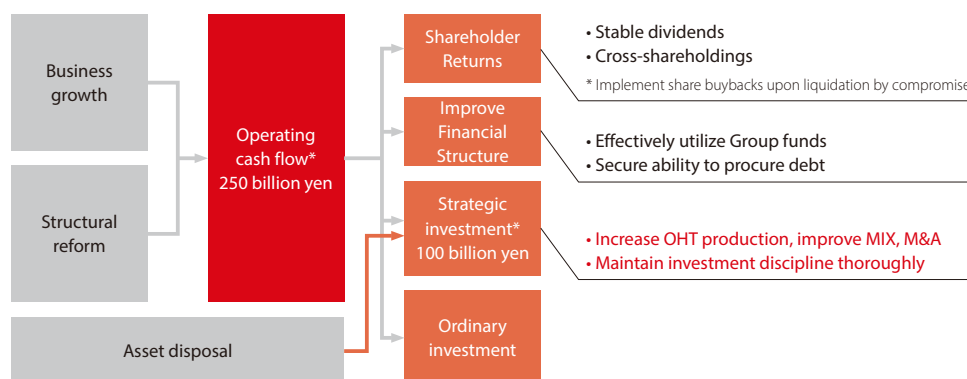 Business
growth
Structural
reform
Asset disposal
Operating
cash flow*
250 billion yen
Shareholder
Returns
Improve
Financial
Structure
Strategic
investment*
100 billion yen
Ordinary
investment
• Stable dividends
• Cross-shareholdings
* Implement share buybacks upon liquidation by compromise
• Effectively utilize Group funds
• Secure ability to procure debt
• Increase OHT production, improve MIX, M&A
• Maintain investment discipline thoroughly